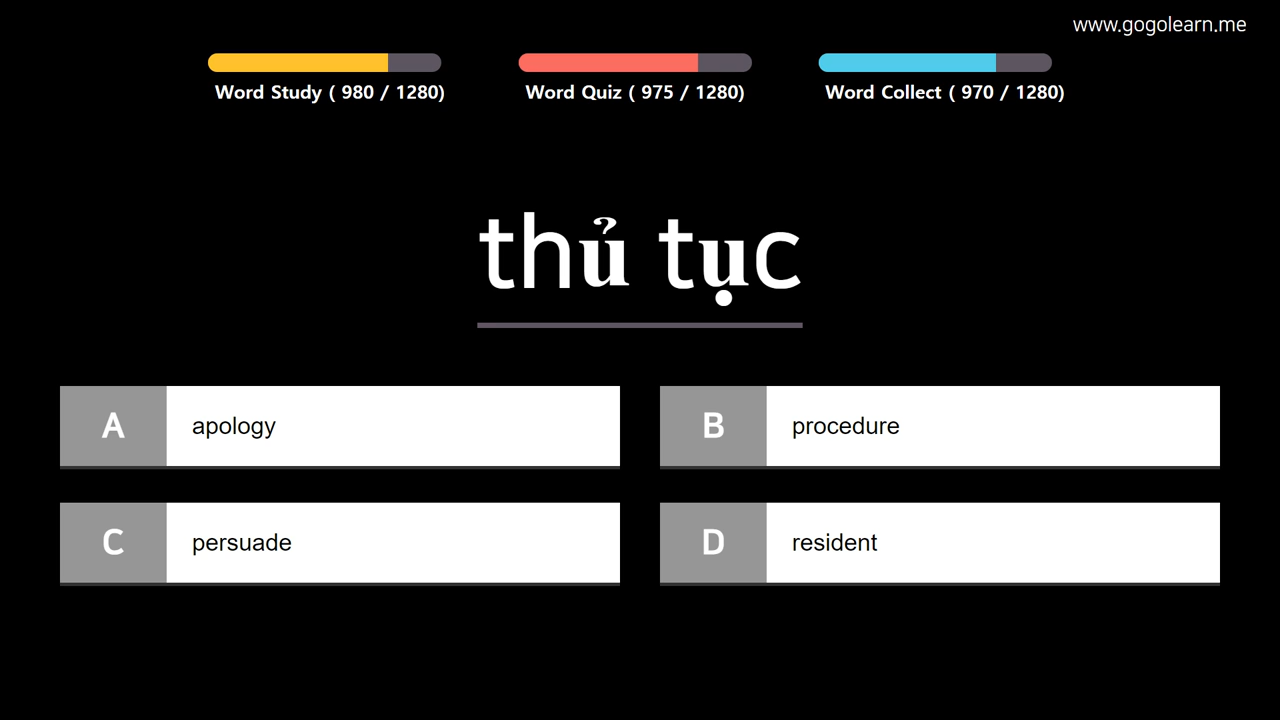 www.gogolearn.me
Word Study ( 980 / 1280)
Word Quiz ( 975 / 1280)
Word Collect ( 970 / 1280)
thủ tục
A apology
B procedure
C persuade
D resident